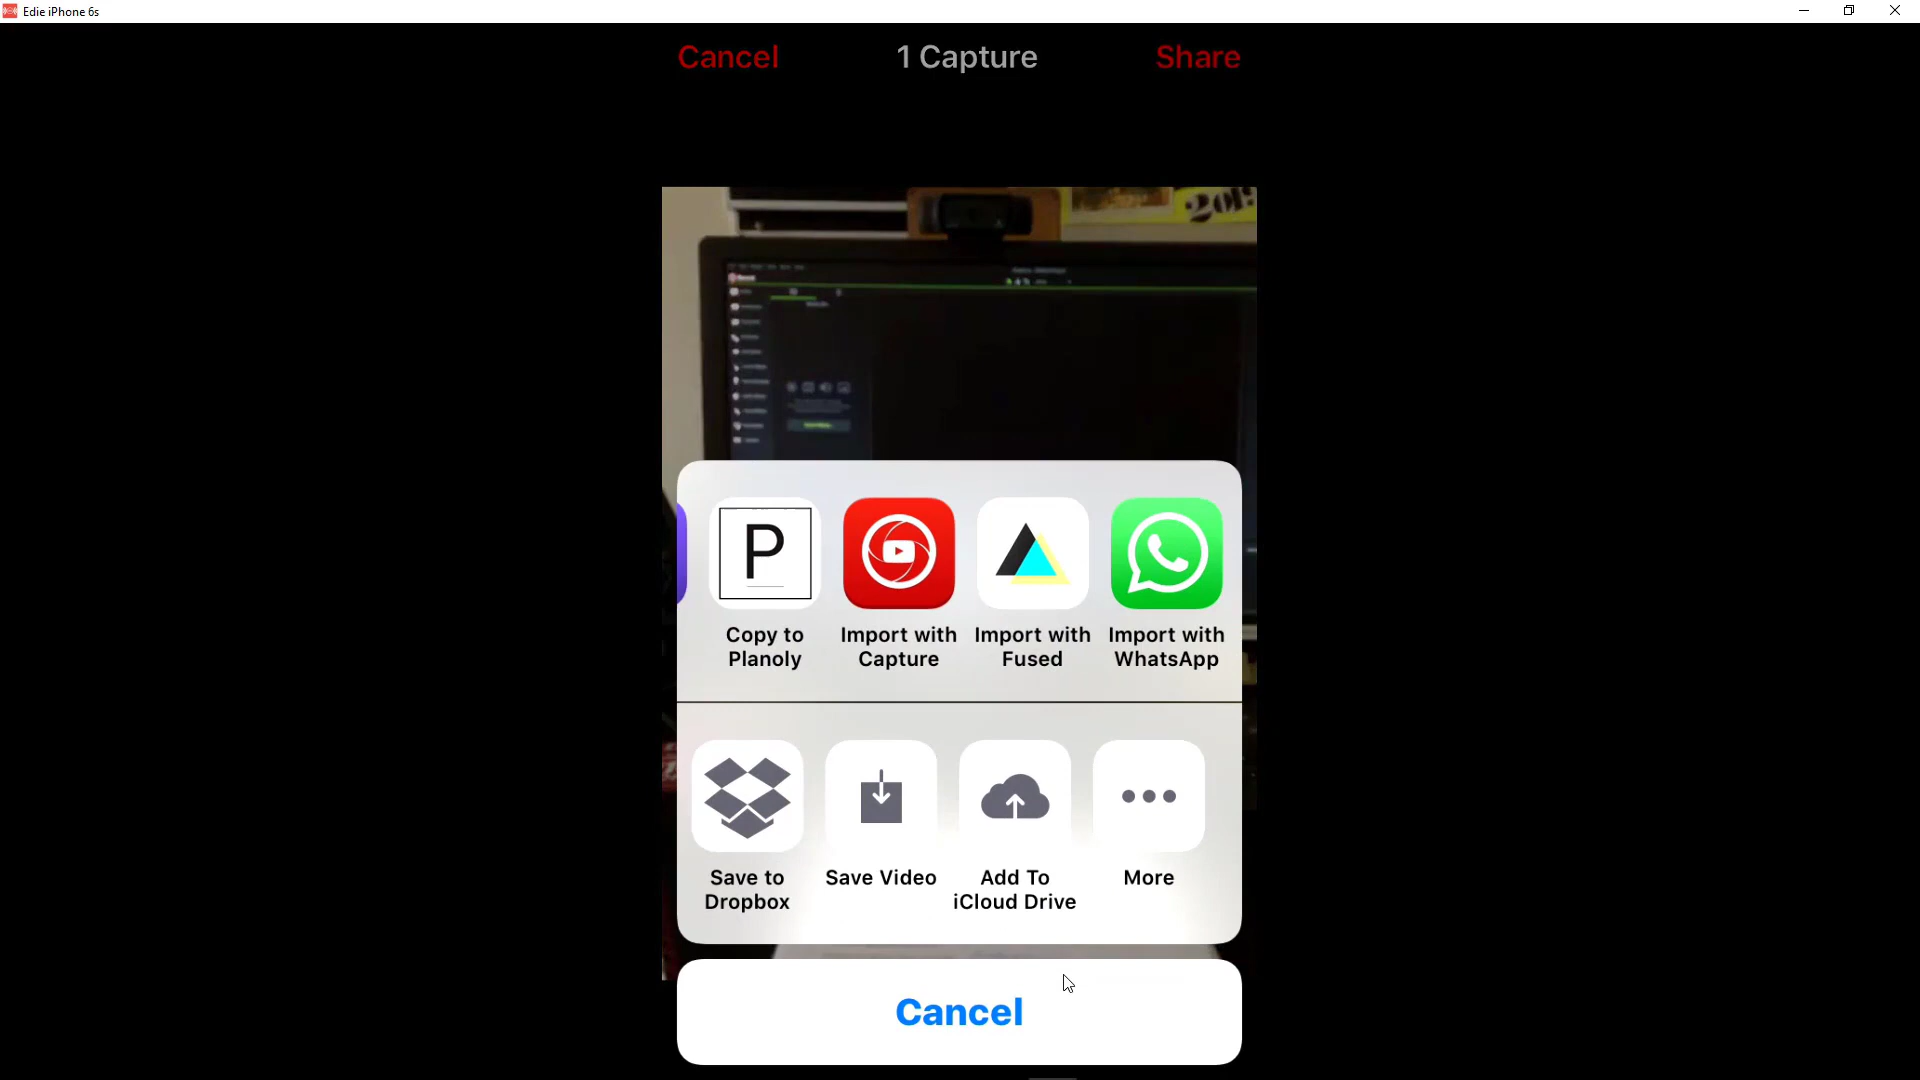 Edie iPhone 6s
Cancel
1 Capture
Share
201
P
Copy to
Planoly
Import with
Capture
Import with
Fused
Import with
WhatsApp
Save to
Dropbox
Save Video
Add To
iCloud Drive
More
Cancel